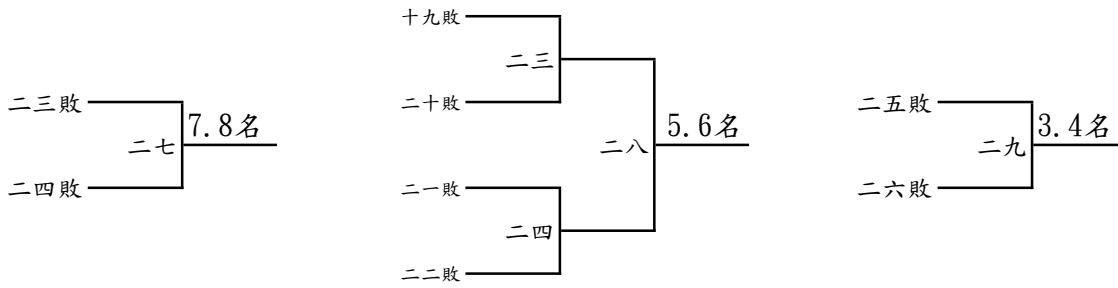 二三敗
二七
7.8名
二四敗
十九敗
二三
二十敗
二八
5.6名
二一敗
二四
二二敗
二五敗
二九
3.4名
二六敗